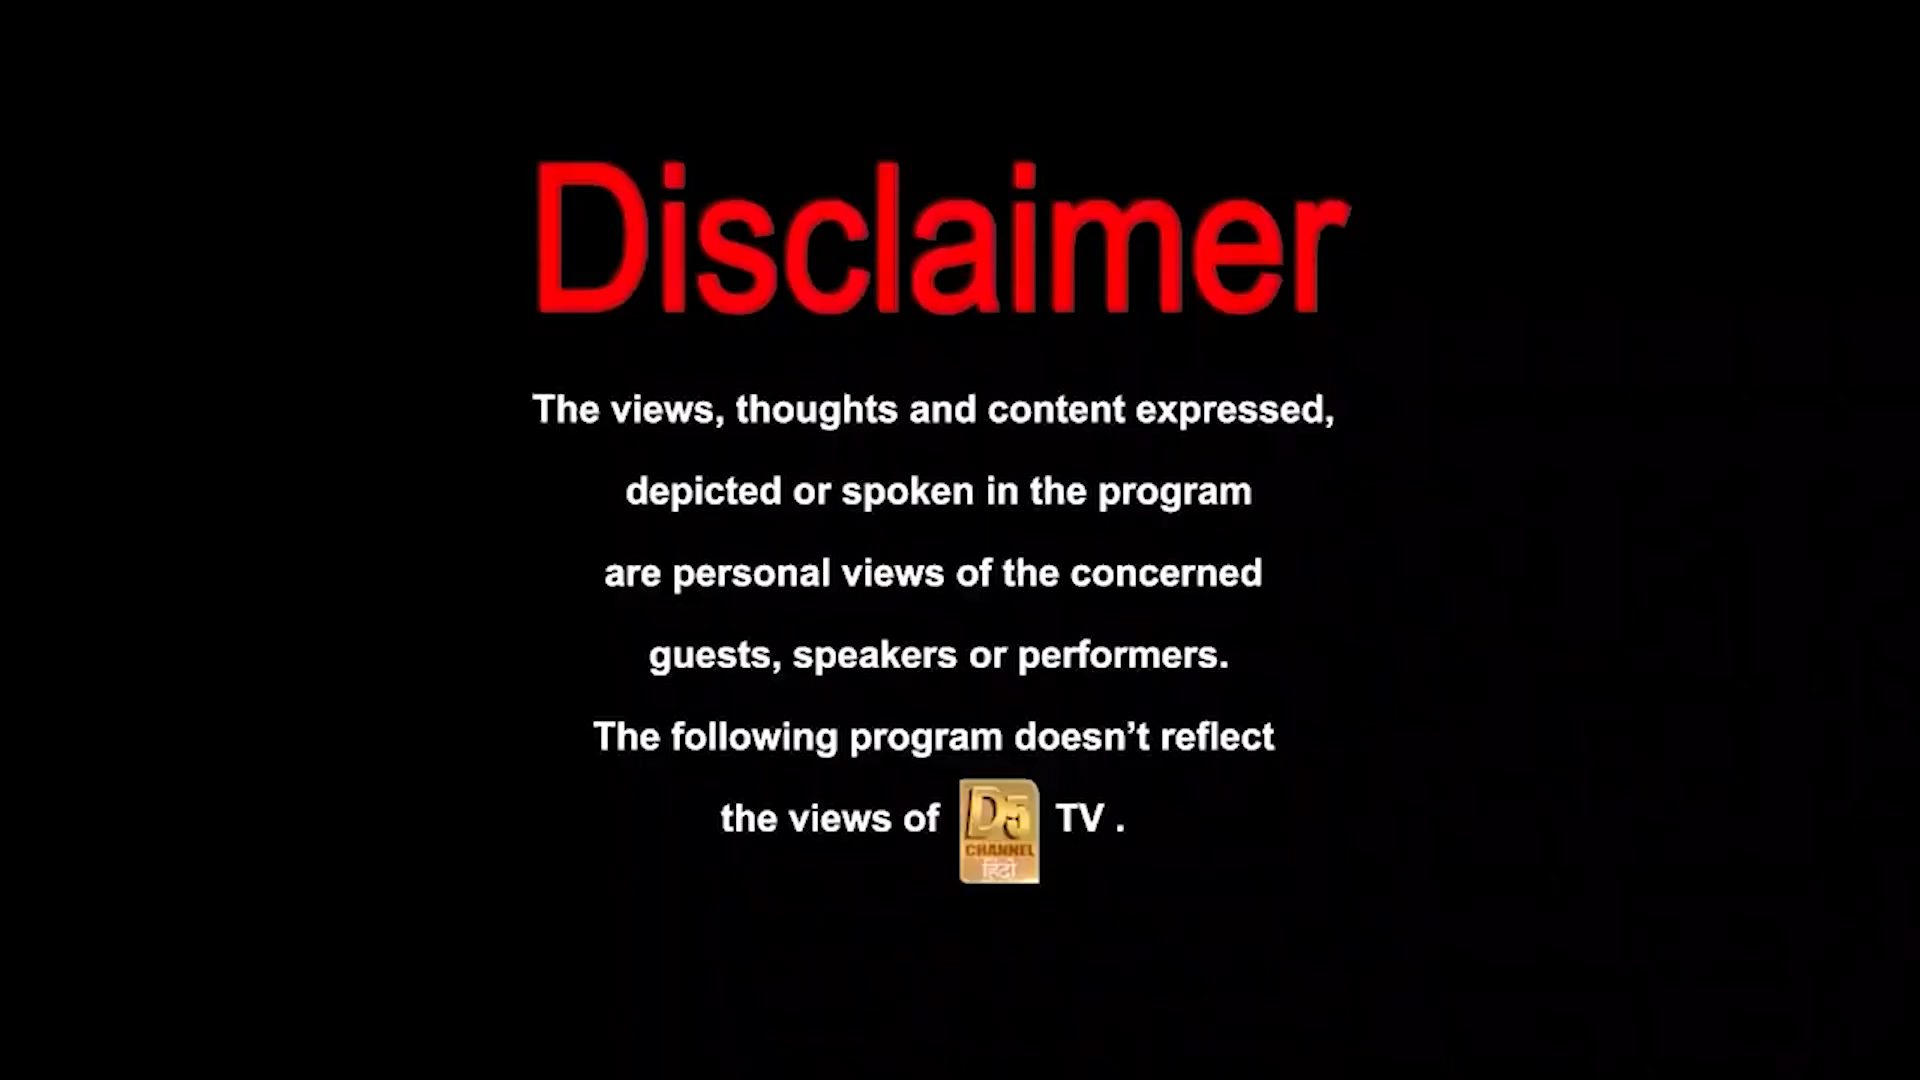 Disclaimer
The views, thoughts and content expressed,
depicted or spoken in the program
are personal views of the concerned
guests, speakers or performers.
The following program doesn’t reflect
the views of D5 CHANNEL हिंदी TV .